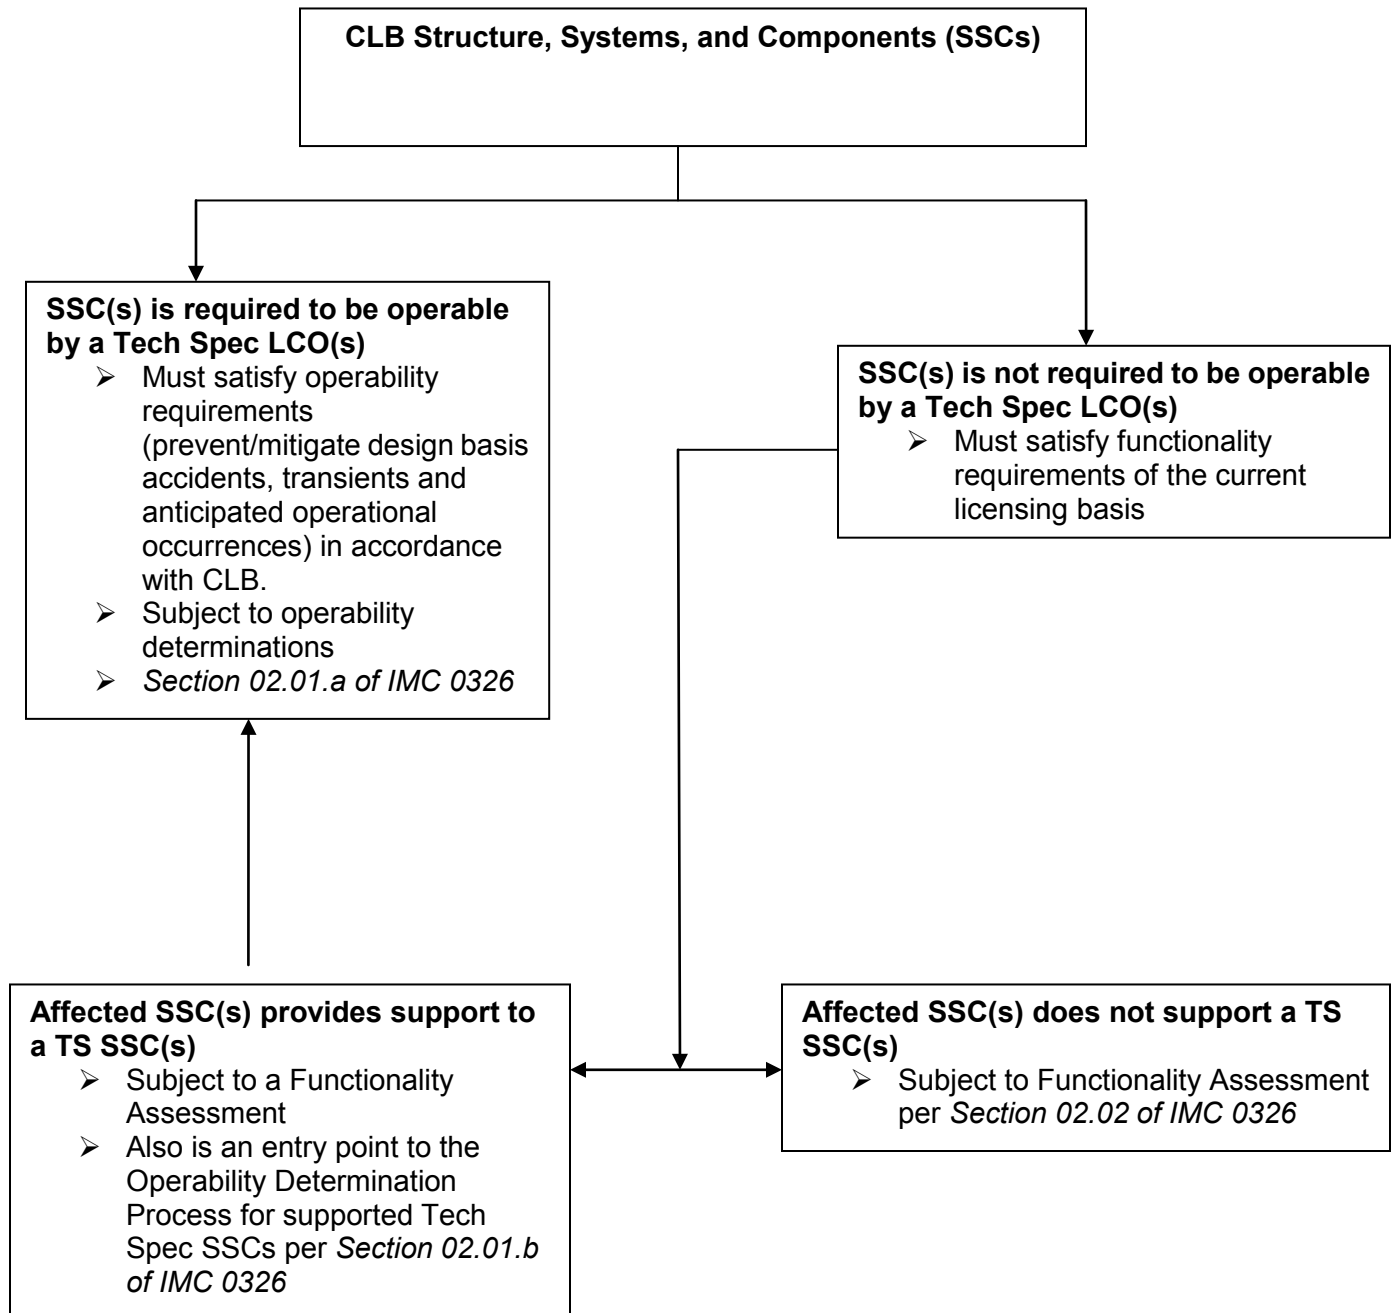 CLB Structure, Systems, and Components (SSCs)
SSC(s) is required to be operable
by a Tech Spec LCO(s)
➢ Must satisfy operability
requirements
(prevent/mitigate design basis
accidents, transients and
anticipated operational
occurrences) in accordance
with CLB.
➢ Subject to operability
determinations
➢ Section 02.01.a of IMC 0326
SSC(s) is not required to be operable
by a Tech Spec LCO(s)
➢ Must satisfy functionality
requirements of the current
licensing basis
Affected SSC(s) provides support to
a TS SSC(s)
➢ Subject to a Functionality
Assessment
➢ Also is an entry point to the
Operability Determination
Process for supported Tech
Spec SSCs per Section 02.01.b
of IMC 0326
Affected SSC(s) does not support a TS
SSC(s)
➢ Subject to Functionality Assessment
per Section 02.02 of IMC 0326